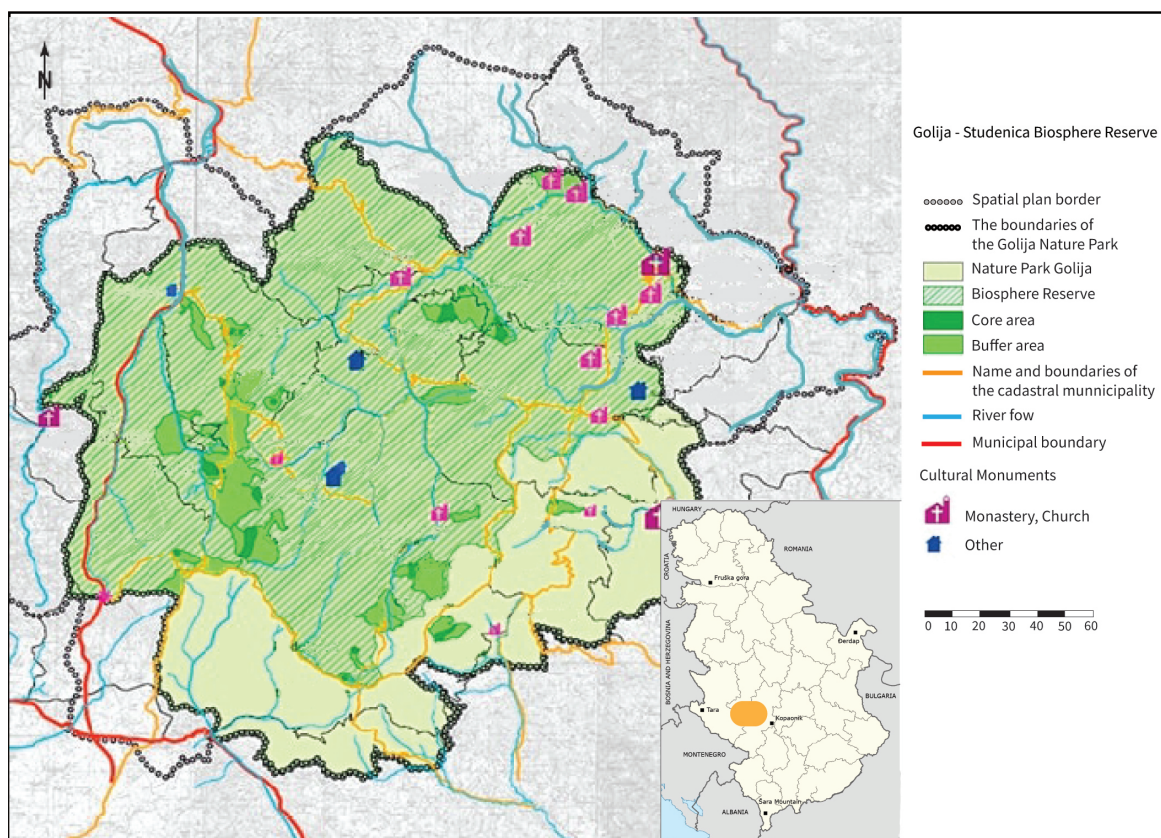 N
Golija - Studenica Biosphere Reserve
Spatial plan border
The boundaries of
the Golija Nature Park
Nature Park Golija
Biosphere Reserve
Core area
Buffer area
Name and boundaries of
the cadastral munnicipality
River fow
Municipal boundary
Cultural Monuments
Monastery, Church
Other
0 10 20 30 40 50 60
HUNGARY
CROATIA
ROMANIA
Fruška gora
BOSNIA AND HERZEGOVINA
Đerdap
BULGARIA
Tara
Kopaonik
MONTENEGRO
ALBANIA
Šara Mountain